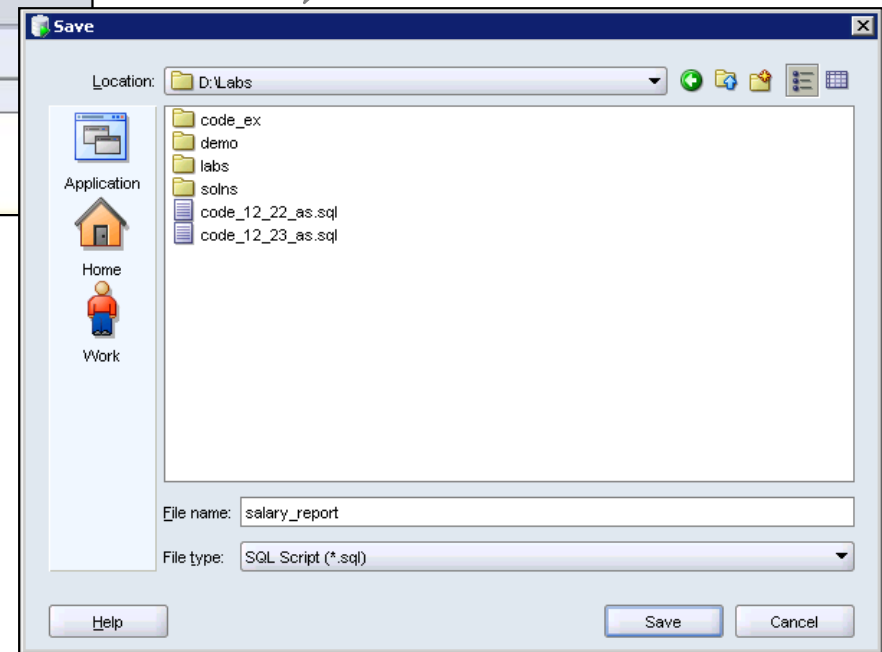 Save
Location: D:\Labs
code_ex
demo
labs
solns
code_12_22_as.sql
code_12_23_as.sql
Application
Home
Work
File name: salary_report
File type: SQL Script (*.sql)
Help Save Cancel